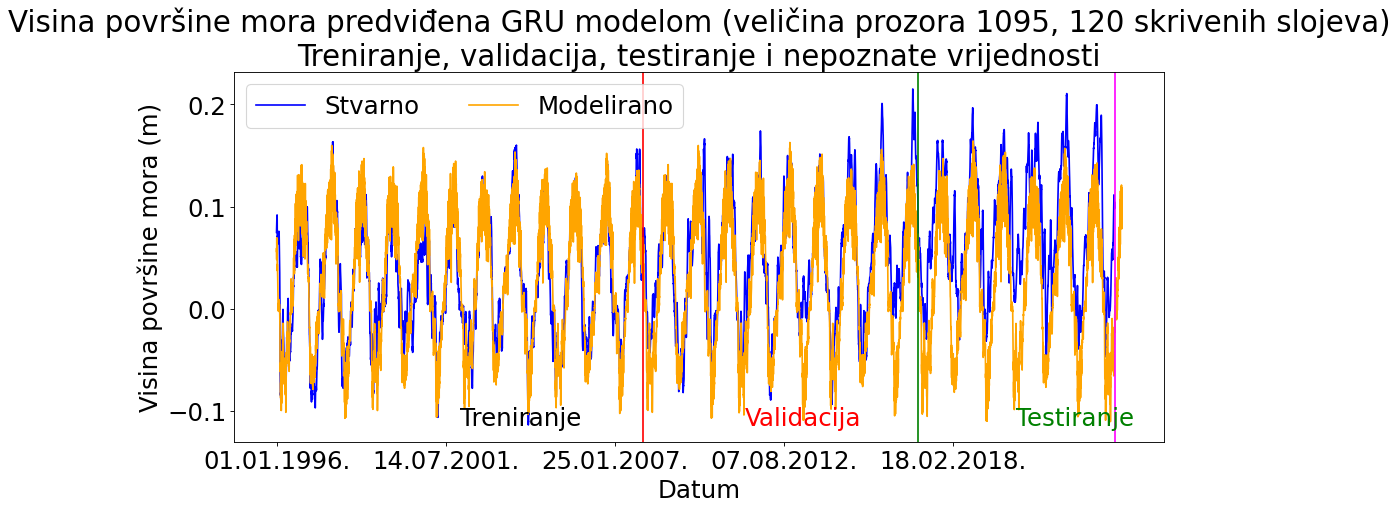 Visina površine mora predviđena GRU modelom (veličina prozora 1095, 120 skrivenih slojeva)
Treniranje, validacija, testiranje i nepoznate vrijednosti
Stvarno
Modelirano
Visina površine mora (m)
0.2
0.1
0.0
−0.1
Treniranje
Validacija
Testiranje
01.01.1996.
14.07.2001.
25.01.2007.
07.08.2012.
18.02.2018.
Datum